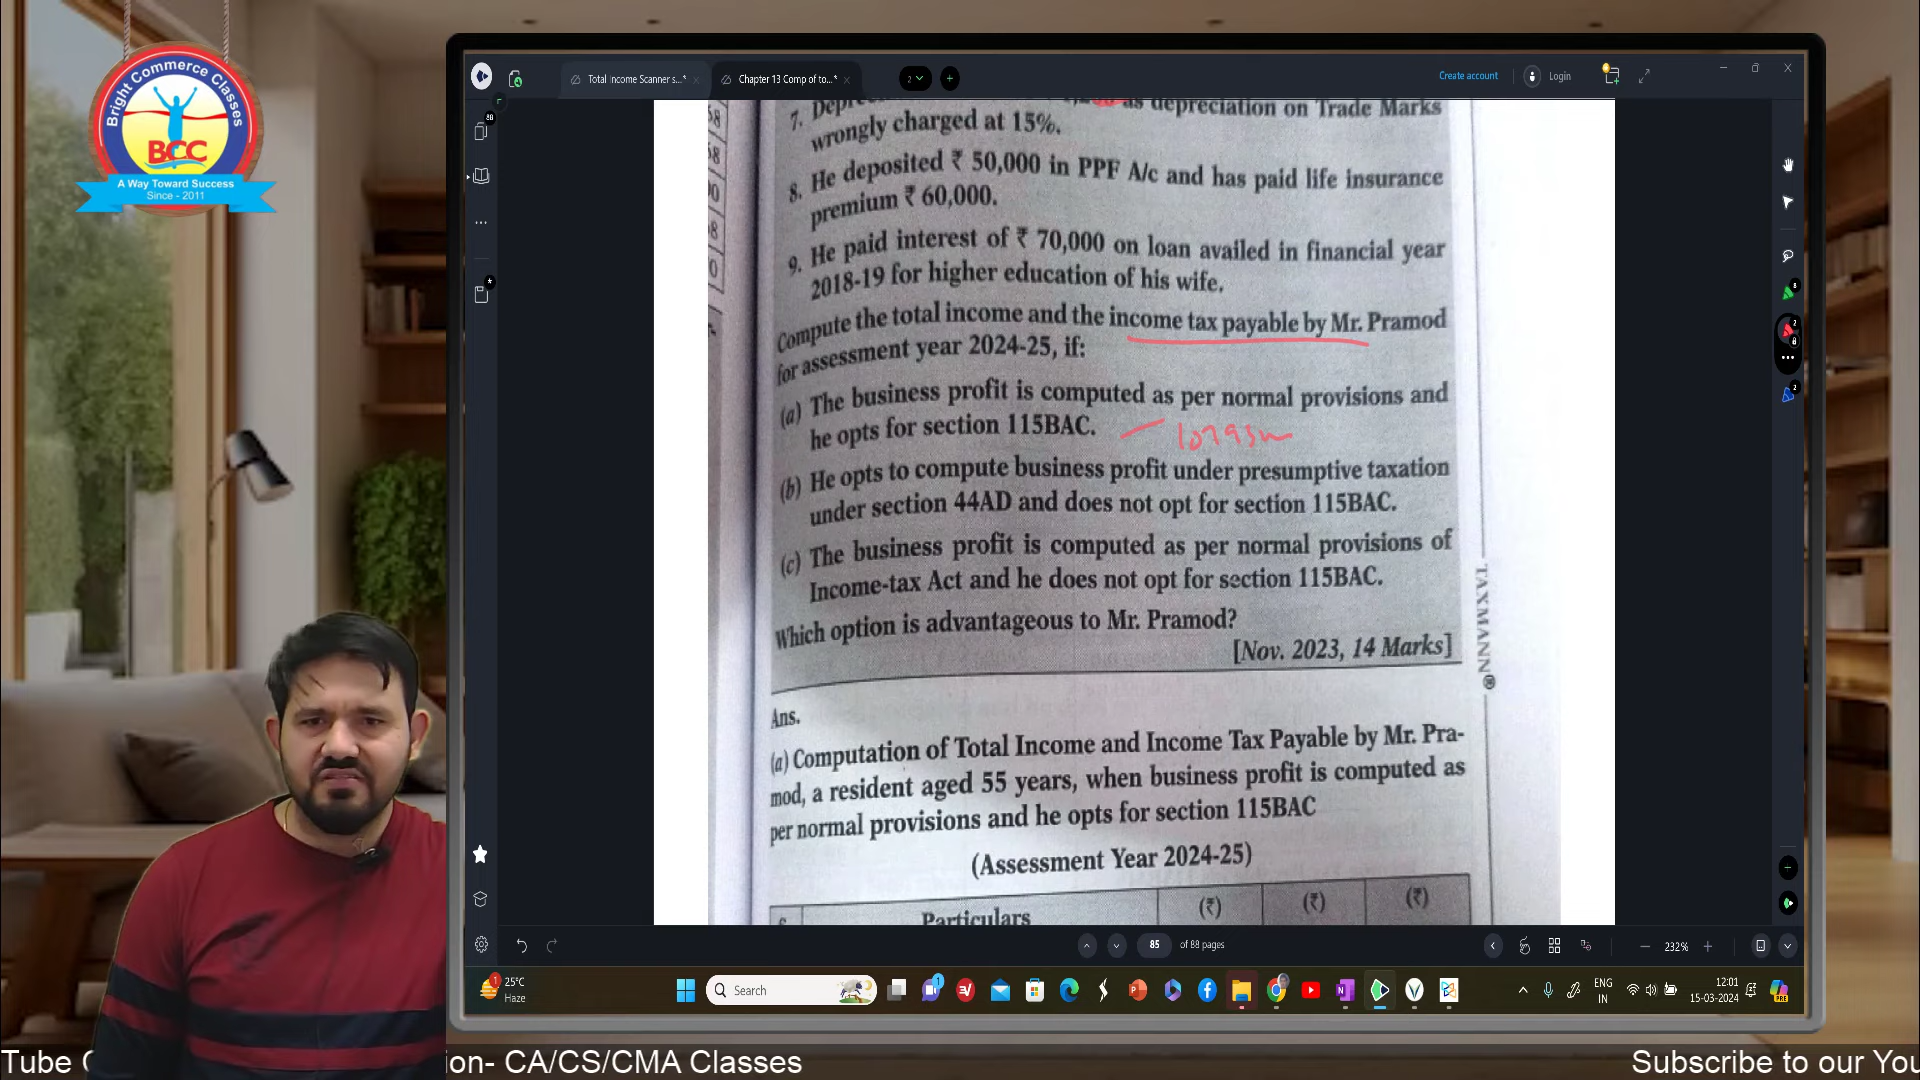 Bright Commerce Classes
BCC
A Way Toward Success
Since - 2011
Total Income Scanner s...*
Chapter 13 Comp of to...*
2
Create account
Login
as depreciation on Trade Marks
wrongly charged at 15%.
8. He deposited ₹ 50,000 in PPF A/c and has paid life insurance
premium ₹ 60,000.
9. He paid interest of ₹ 70,000 on loan availed in financial year
2018-19 for higher education of his wife.
Compute the total income and the income tax payable by Mr. Pramod
for assessment year 2024-25, if:
(a) The business profit is computed as per normal provisions and
he opts for section 115BAC.
(b) He opts to compute business profit under presumptive taxation
under section 44AD and does not opt for section 115BAC.
(c) The business profit is computed as per normal provisions of
Income-tax Act and he does not opt for section 115BAC.
Which option is advantageous to Mr. Pramod?
[Nov. 2023, 14 Marks]
TAXMANN®
Ans.
(a) Computation of Total Income and Income Tax Payable by Mr. Pra-
mod, a resident aged 55 years, when business profit is computed as
per normal provisions and he opts for section 115BAC
(Assessment Year 2024-25)
Particulars (₹) (₹) (₹)
85 of 88 pages
232%
25°C
Haze
Search
ENG
IN
12:01
15-03-2024
Tube
ion- CA/CS/CMA Classes
Subscribe to our You